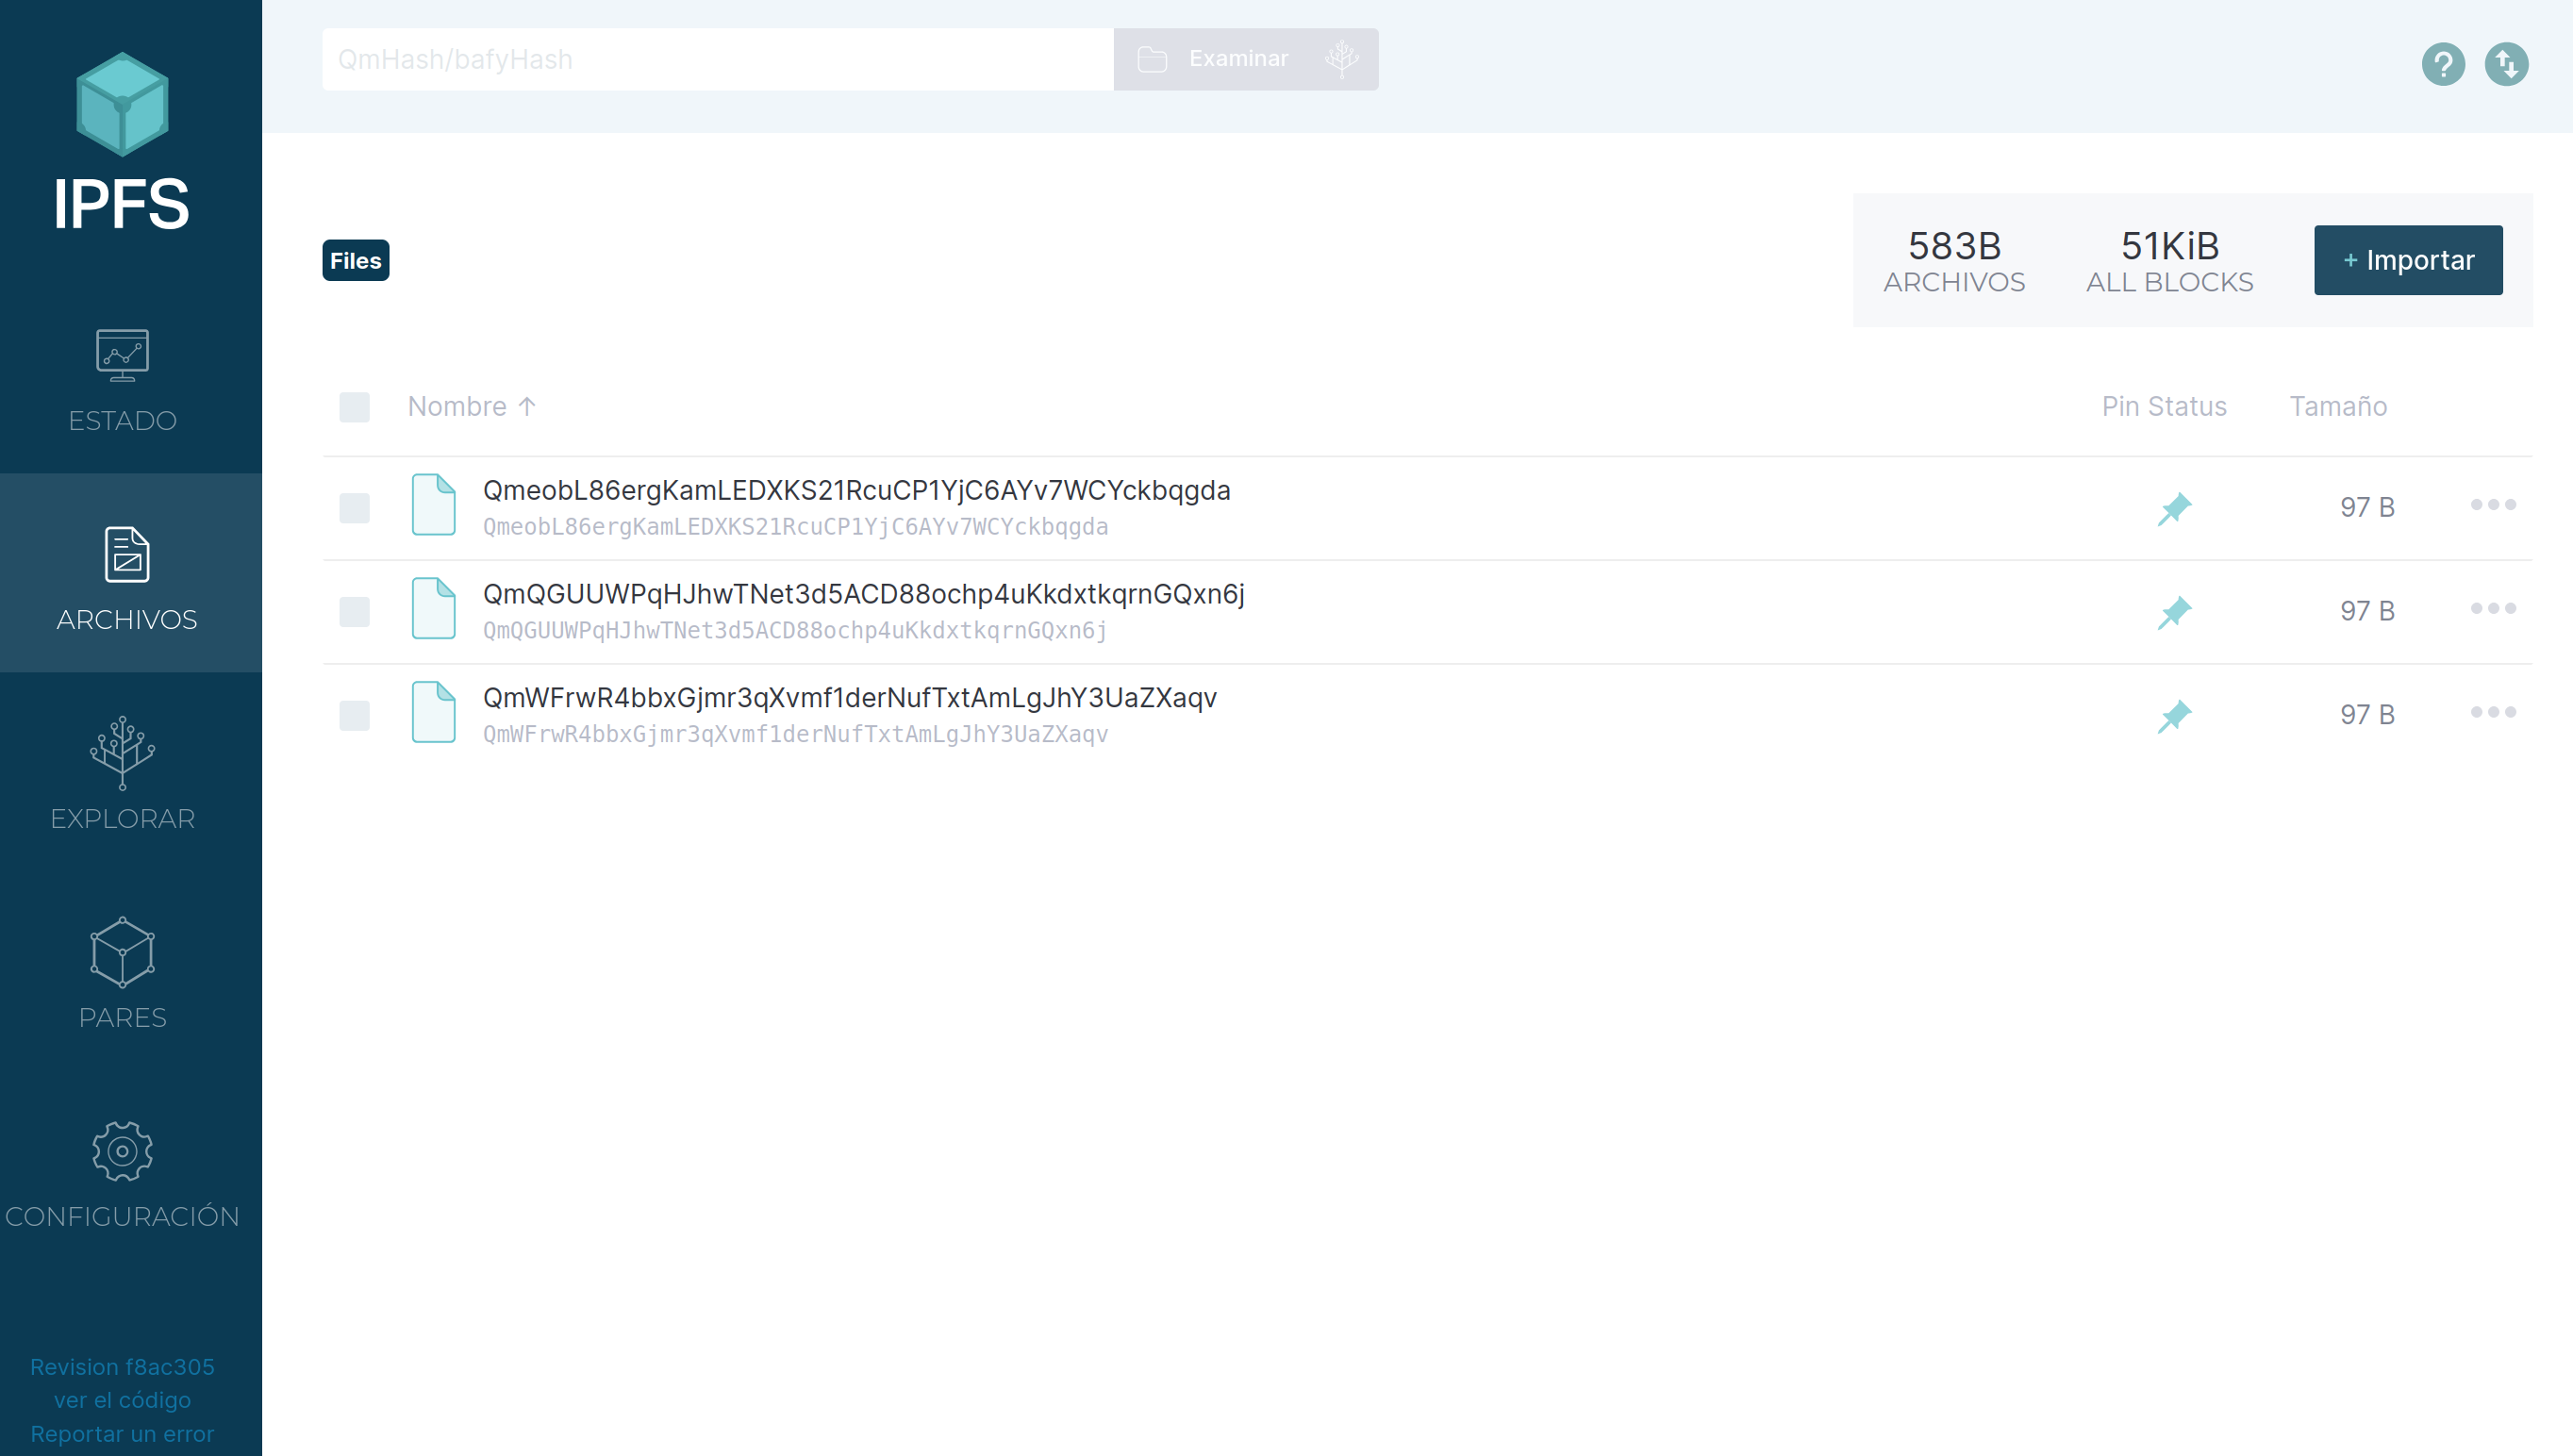 IPFS
ESTADO
ARCHIVOS
EXPLORAR
PARES
CONFIGURACIÓN
Revision f8ac305
ver el código
Reportar un error
QmHash/bafyHash
Examinar
Files
583B
ARCHIVOS
51KiB
ALL BLOCKS
+ Importar
Nombre ↑
Pin Status
Tamaño
QmeobL86ergKamLEDXKS21RcuCP1YjC6AYv7WCYckbqgda
QmeobL86ergKamLEDXKS21RcuCP1YjC6AYv7WCYckbqgda
97 B
QmQGUUWPqHJhwTNet3d5ACD88ochp4uKkdxtkqrnGQxn6j
QmQGUUWPqHJhwTNet3d5ACD88ochp4uKkdxtkqrnGQxn6j
97 B
QmWFrwR4bbxGjmr3qXvmf1derNufTxtAmLgJhY3UaZXaqv
QmWFrwR4bbxGjmr3qXvmf1derNufTxtAmLgJhY3UaZXaqv
97 B